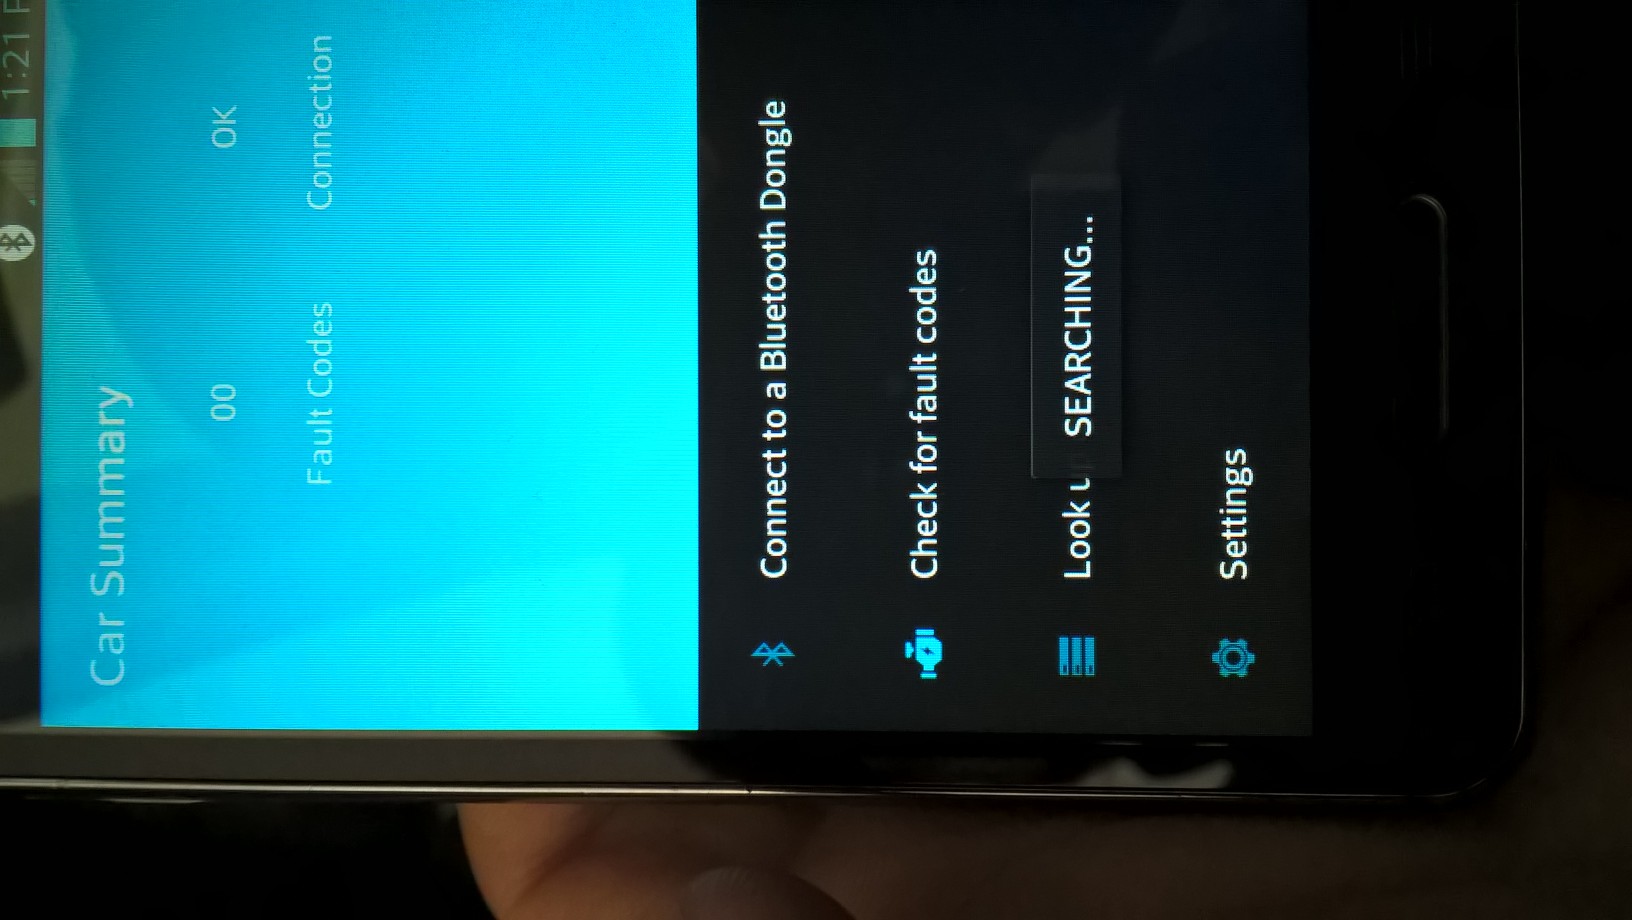 1:21
Car Summary
00 OK
Fault Codes Connection
Connect to a Bluetooth Dongle
Check for fault codes
Look
SEARCHING...
Settings